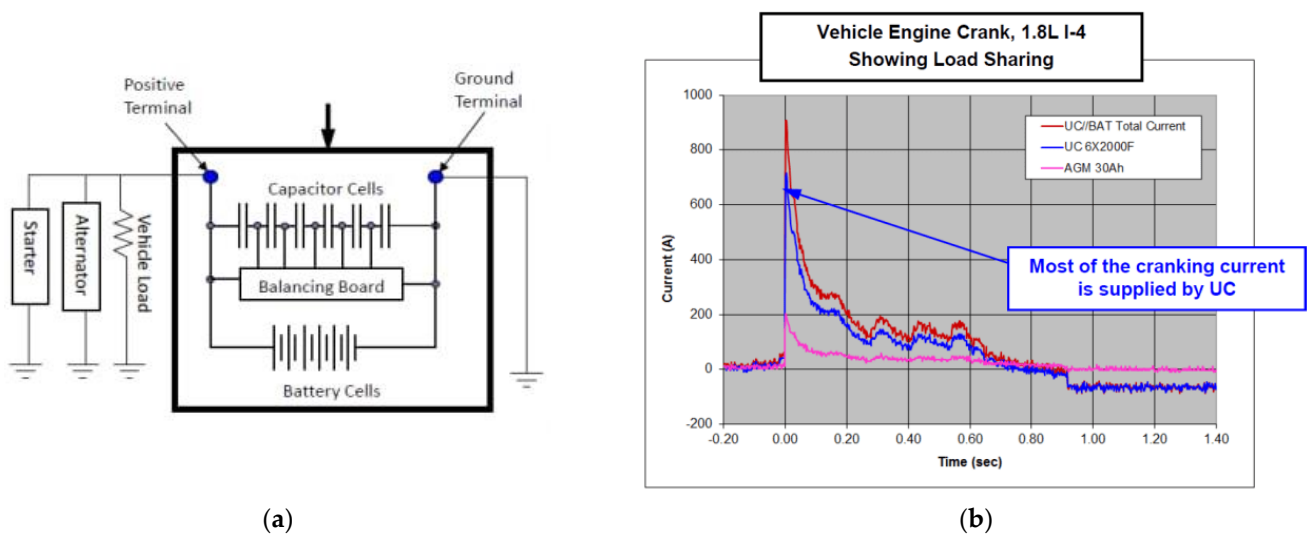 Positive
Terminal
Ground
Terminal
Capacitor Cells
Starter
Alternator
Vehicle Load
Balancing Board
Battery Cells
(a)
Vehicle Engine Crank, 1.8L I-4
Showing Load Sharing
1000
800
600
400
200
0
-200
Current (A)
UC//BAT Total Current
UC 6X2000F
AGM 30Ah
Most of the cranking current
is supplied by UC
-0.20 0.00 0.20 0.40 0.60 0.80 1.00 1.20 1.40
Time (sec)
(b)